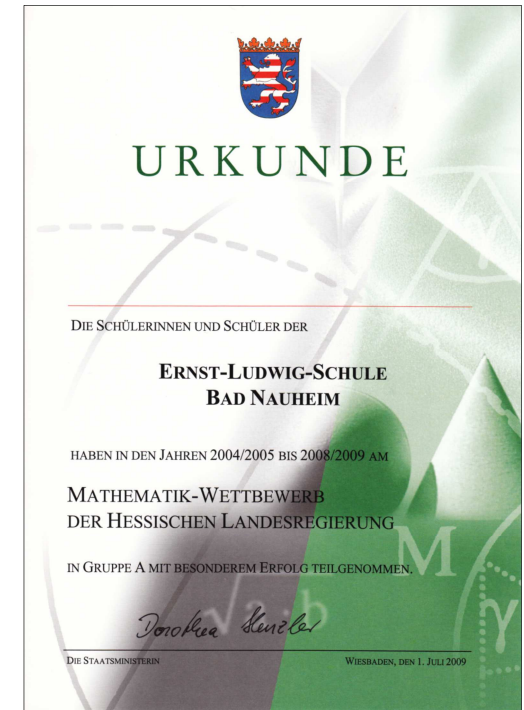 URKUNDE
DIE SCHÜLERINNEN UND SCHÜLER DER
ERNST-LUDWIG-SCHULE
BAD NAUHEIM
HABEN IN DEN JAHREN 2004/2005 BIS 2008/2009 AM
MATHEMATIK-WETTBEWERB
DER HESSISCHEN LANDESREGIERUNG
M
IN GRUPPE A MIT BESONDEREM ERFOLG TEILGENOMMEN.
√a·b
γ
Dorothea Henzler
DIE STAATSMINISTERIN WIESBADEN, DEN 1. JULI 2009